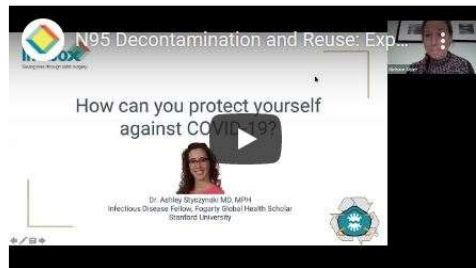 N95 Decontamination and Reuse: Exp...
How can you protect yourself
against COVID-19?
Dr. Ashley Styczynski MD, MPH
Infectious Disease Fellow, Fogarty Global Health Scholar
Stanford University